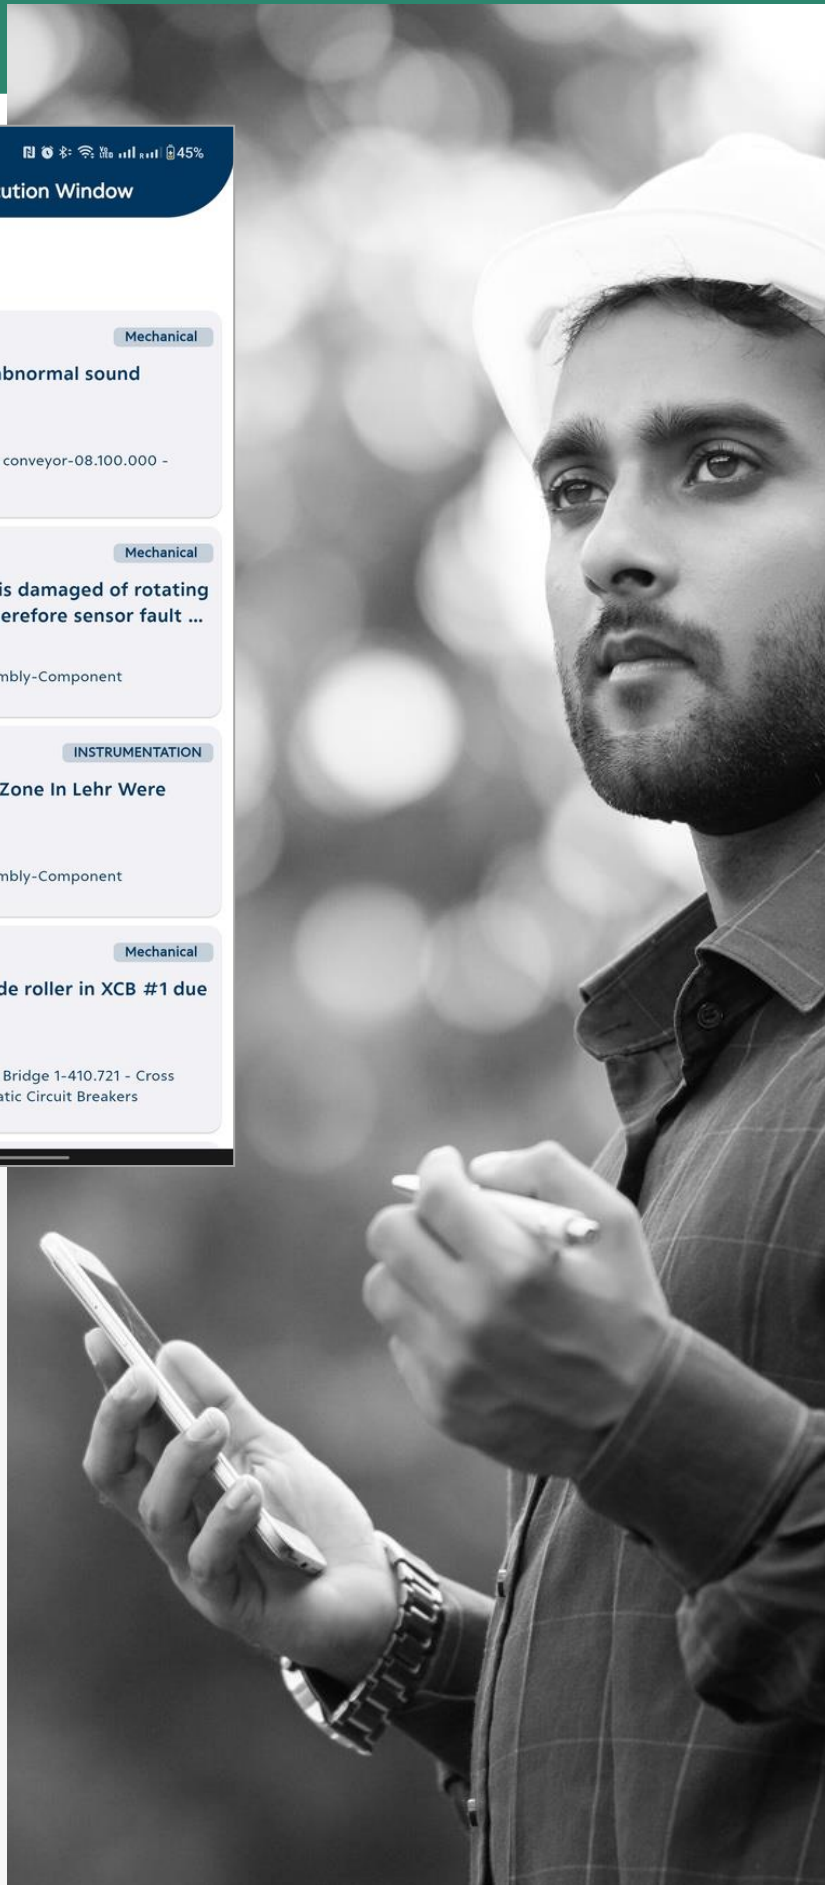 45%
ution Window
Mechanical
bnormal sound
conveyor-08.100.000 -
Mechanical
is damaged of rotating
erefore sensor fault ...
mbly-Component
INSTRUMENTATION
Zone In Lehr Were
mbly-Component
Mechanical
de roller in XCB #1 due
Bridge 1-410.721 - Cross
atic Circuit Breakers